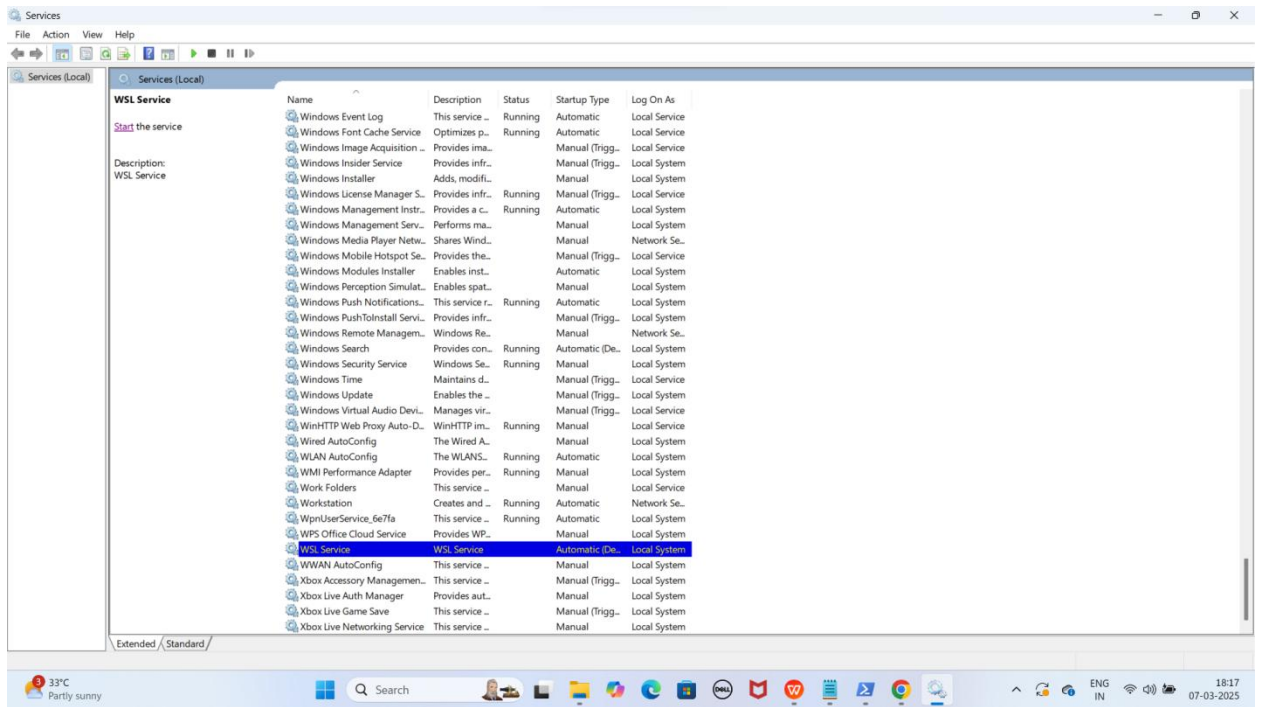 Services
File Action View Help
Services (Local)
Services (Local)
WSL Service
Start the service
Description:
WSL Service
Name Description Status Startup Type Log On As
Windows Event Log This service ... Running Automatic Local Service
Windows Font Cache Service Optimizes p... Running Automatic Local Service
Windows Image Acquisition ... Provides ima... Manual (Trigg... Local Service
Windows Insider Service Provides infr... Manual (Trigg... Local System
Windows Installer Adds, modifi... Manual Local System
Windows License Manager S... Provides infr... Running Manual (Trigg... Local Service
Windows Management Instr... Provides a c... Running Automatic Local System
Windows Management Serv... Performs ma... Manual Local System
Windows Media Player Netw... Shares Wind... Manual Network Se...
Windows Mobile Hotspot Se... Provides the... Manual (Trigg... Local Service
Windows Modules Installer Enables inst... Automatic Local System
Windows Perception Simulat... Enables spat... Manual Local System
Windows Push Notifications... This service r... Running Automatic Local System
Windows PushToInstall Servi... Provides infr... Manual (Trigg... Local System
Windows Remote Managem... Windows Re... Manual Network Se...
Windows Search Provides con... Running Automatic (De... Local System
Windows Security Service Windows Se... Running Manual Local System
Windows Time Maintains d... Manual (Trigg... Local Service
Windows Update Enables the ... Manual (Trigg... Local System
Windows Virtual Audio Devi... Manages vir... Manual (Trigg... Local Service
WinHTTP Web Proxy Auto-D... WinHTTP im... Running Manual Local Service
Wired AutoConfig The Wired A... Manual Local System
WLAN AutoConfig The WLANS... Running Automatic Local System
WMI Performance Adapter Provides per... Running Manual Local System
Work Folders This service ... Manual Local Service
Workstation Creates and ... Running Automatic Network Se...
WpnUserService_6e7fa This service ... Running Automatic Local System
WPS Office Cloud Service Provides WP... Manual Local System
WSL Service WSL Service Automatic (De... Local System
WWAN AutoConfig This service ... Manual Local System
Xbox Accessory Managemen... This service ... Manual (Trigg... Local System
Xbox Live Auth Manager Provides aut... Manual Local System
Xbox Live Game Save This service ... Manual (Trigg... Local System
Xbox Live Networking Service This service ... Manual Local System
Extended Standard
3 33°C
Partly sunny
Search
DELL
ENG
IN
18:17
07-03-2025